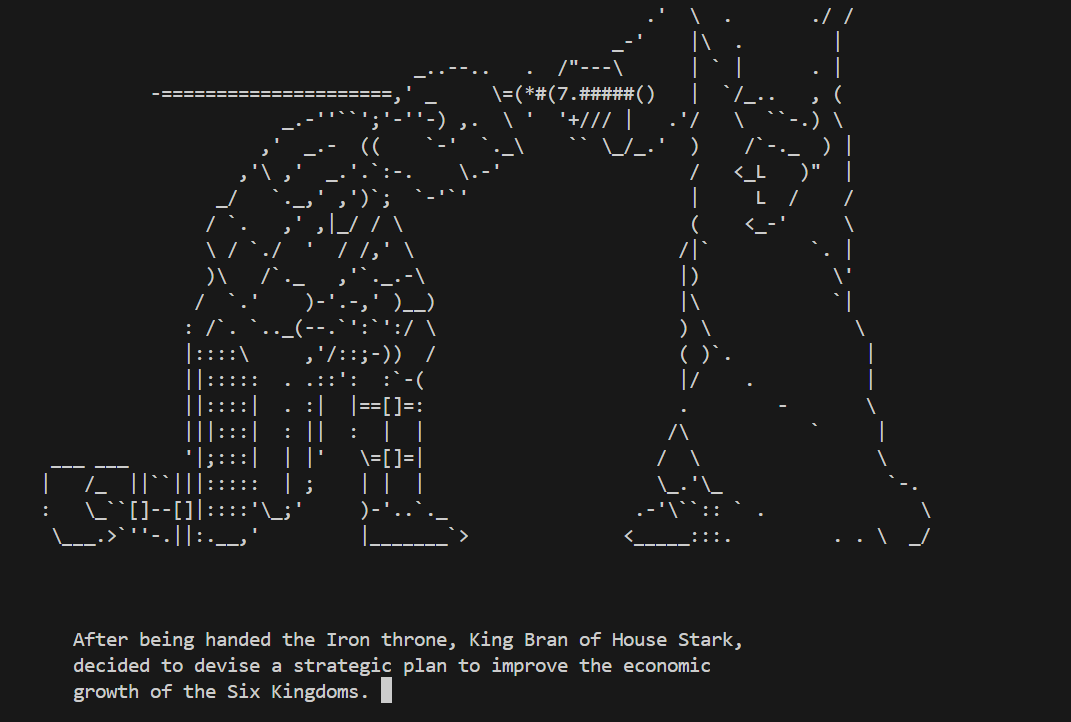 After being handed the Iron throne, King Bran of House Stark,
decided to devise a strategic plan to improve the economic
growth of the Six Kingdoms.